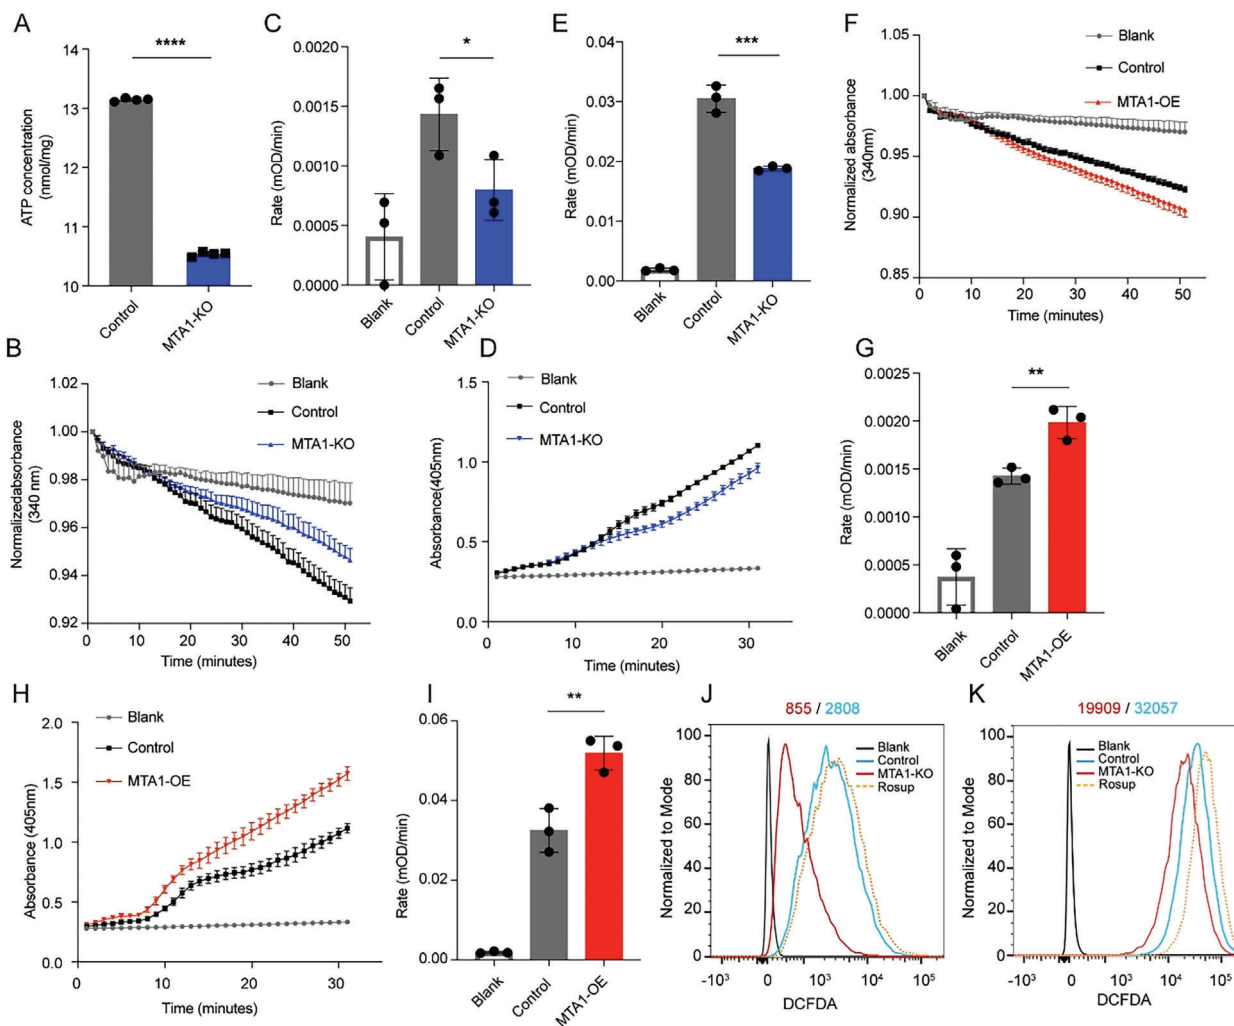 A
****
ATP concentration
(nmol/mg)
14
13
12
11
10
Control
MTA1-KO
C
*
Rate (mOD/min)
0.0020
0.0015
0.0010
0.0005
0.0000
Blank
Control
MTA1-KO
E
***
Rate (mOD/min)
0.04
0.03
0.02
0.01
0.00
Blank
Control
MTA1-KO
F
Blank
Control
MTA1-OE
Normalized absorbance
(340nm)
1.05
1.00
0.95
0.90
0.85
0 10 20 30 40 50
Time (minutes)
B
Blank
Control
MTA1-KO
Normalizedabsorbance
(340 nm)
1.02
1.00
0.98
0.96
0.94
0.92
0 10 20 30 40 50
Time (minutes)
D
Blank
Control
MTA1-KO
Absorbance(405nm)
1.5
1.0
0.5
0.0
0 10 20 30
Time (minutes)
G
**
Rate (mOD/min)
0.0025
0.0020
0.0015
0.0010
0.0005
0.0000
Blank
Control
MTA1-OE
H
Blank
Control
MTA1-OE
Absorbance (405nm)
2.0
1.5
1.0
0.5
0.0
0 10 20 30
Time (minutes)
I
**
Rate (mOD/min)
0.06
0.04
0.02
0.00
Blank
Control
MTA1-OE
J
855 / 2808
Blank
Control
MTA1-KO
Rosup
Normalized to Mode
100
80
60
40
20
0
-10³ 0 10³ 10⁴ 10⁵
DCFDA
K
19909 / 32057
Blank
Control
MTA1-KO
Rosup
Normalized to Mode
100
80
60
40
20
0
-10³ 0 10³ 10⁴ 10⁵
DCFDA